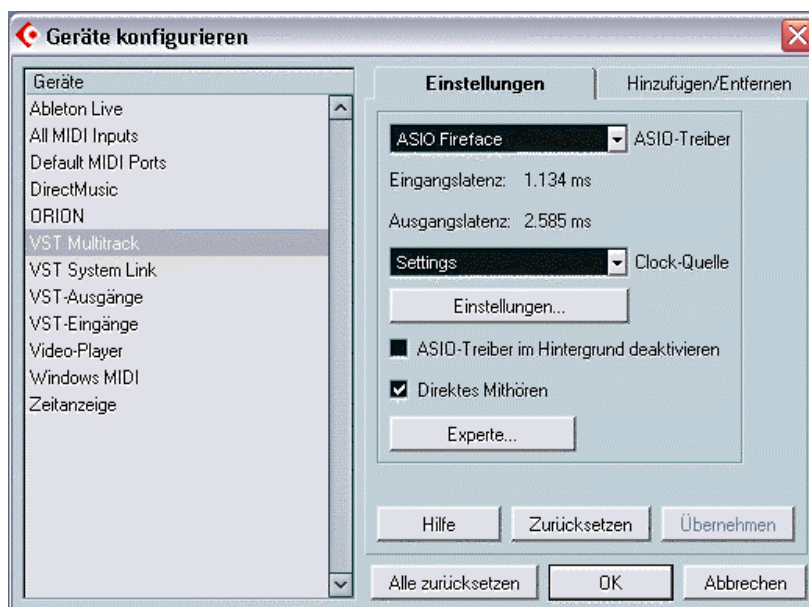 Geräte konfigurieren
Geräte
Ableton Live
All MIDI Inputs
Default MIDI Ports
DirectMusic
ORION
VST Multitrack
VST System Link
VST-Ausgänge
VST-Eingänge
Video-Player
Windows MIDI
Zeitanzeige
Einstellungen
Hinzufügen/Entfernen
ASIO Fireface
ASIO-Treiber
Eingangslatenz: 1.134 ms
Ausgangslatenz: 2.585 ms
Settings
Clock-Quelle
Einstellungen...
ASIO-Treiber im Hintergrund deaktivieren
Direktes Mithören
Experte...
Hilfe
Zurücksetzen
Übernehmen
Alle zurücksetzen
OK
Abbrechen